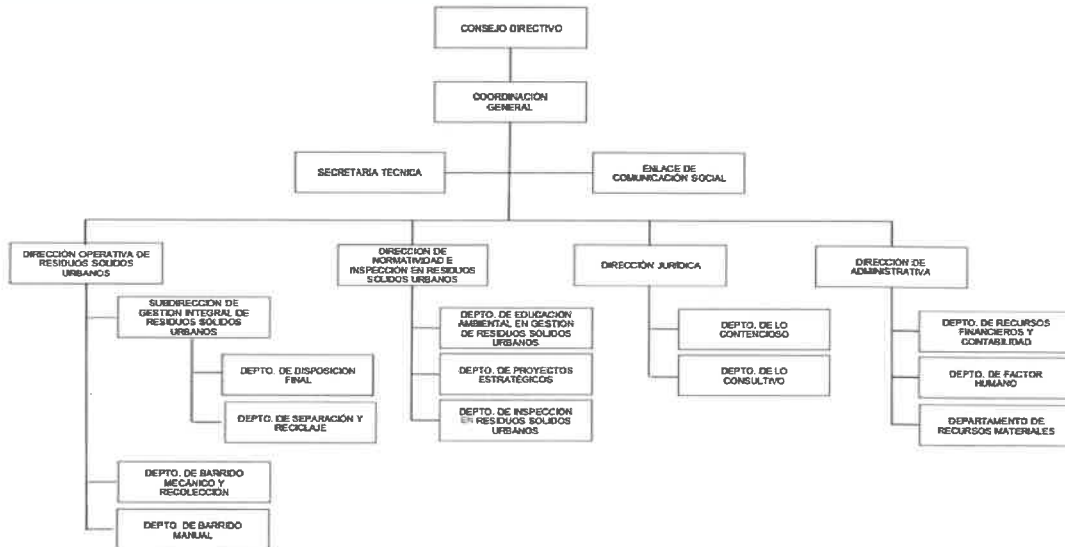 CONSEJO DIRECTIVO
COORDINACIÓN
GENERAL
SECRETARIA TECNICA
ENLACE DE
COMUNICACIÓN SOCIAL
DIRECCIÓN OPERATIVA DE
RESIDUOS SOLIDOS
URBANOS
DIRECCION DE
NORMATIVIDAD E
INSPECCIÓN EN RESIDUOS
SOLIDOS URBANOS
DIRECCIÓN JURÍDICA
DIRECCIÓN DE
ADMINISTRATIVA
SUBDIRECCIÓN DE
GESTION INTEGRAL DE
RESIDUOS SOLIDOS
URBANOS
DEPTO. DE DISPOSICION
FINAL
DEPTO. DE SEPARACIÓN Y
RECICLAJE
DEPTO. DE BARRIDO
MECÁNICO Y
RECOLECCIÓN
DEPTO. DE BARRIDO
MANUAL
DEPTO. DE EDUCACION
AMBIENTAL EN GESTION
DE RESIDUOS SOLIDOS
URBANOS
DEPTO. DE PROYECTOS
ESTRATÉGICOS
DEPTO. DE INSPECCION
EN RESIDUOS SOLIDOS
URBANOS
DEPTO. DE LO
CONTENCIOSO
DEPTO. DE LO
CONSULTIVO
DEPTO. DE RECURSOS
FINANCIEROS Y
CONTABILIDAD
DEPTO. DE FACTOR
HUMANO
DEPARTAMENTO DE
RECURSOS MATERIALES